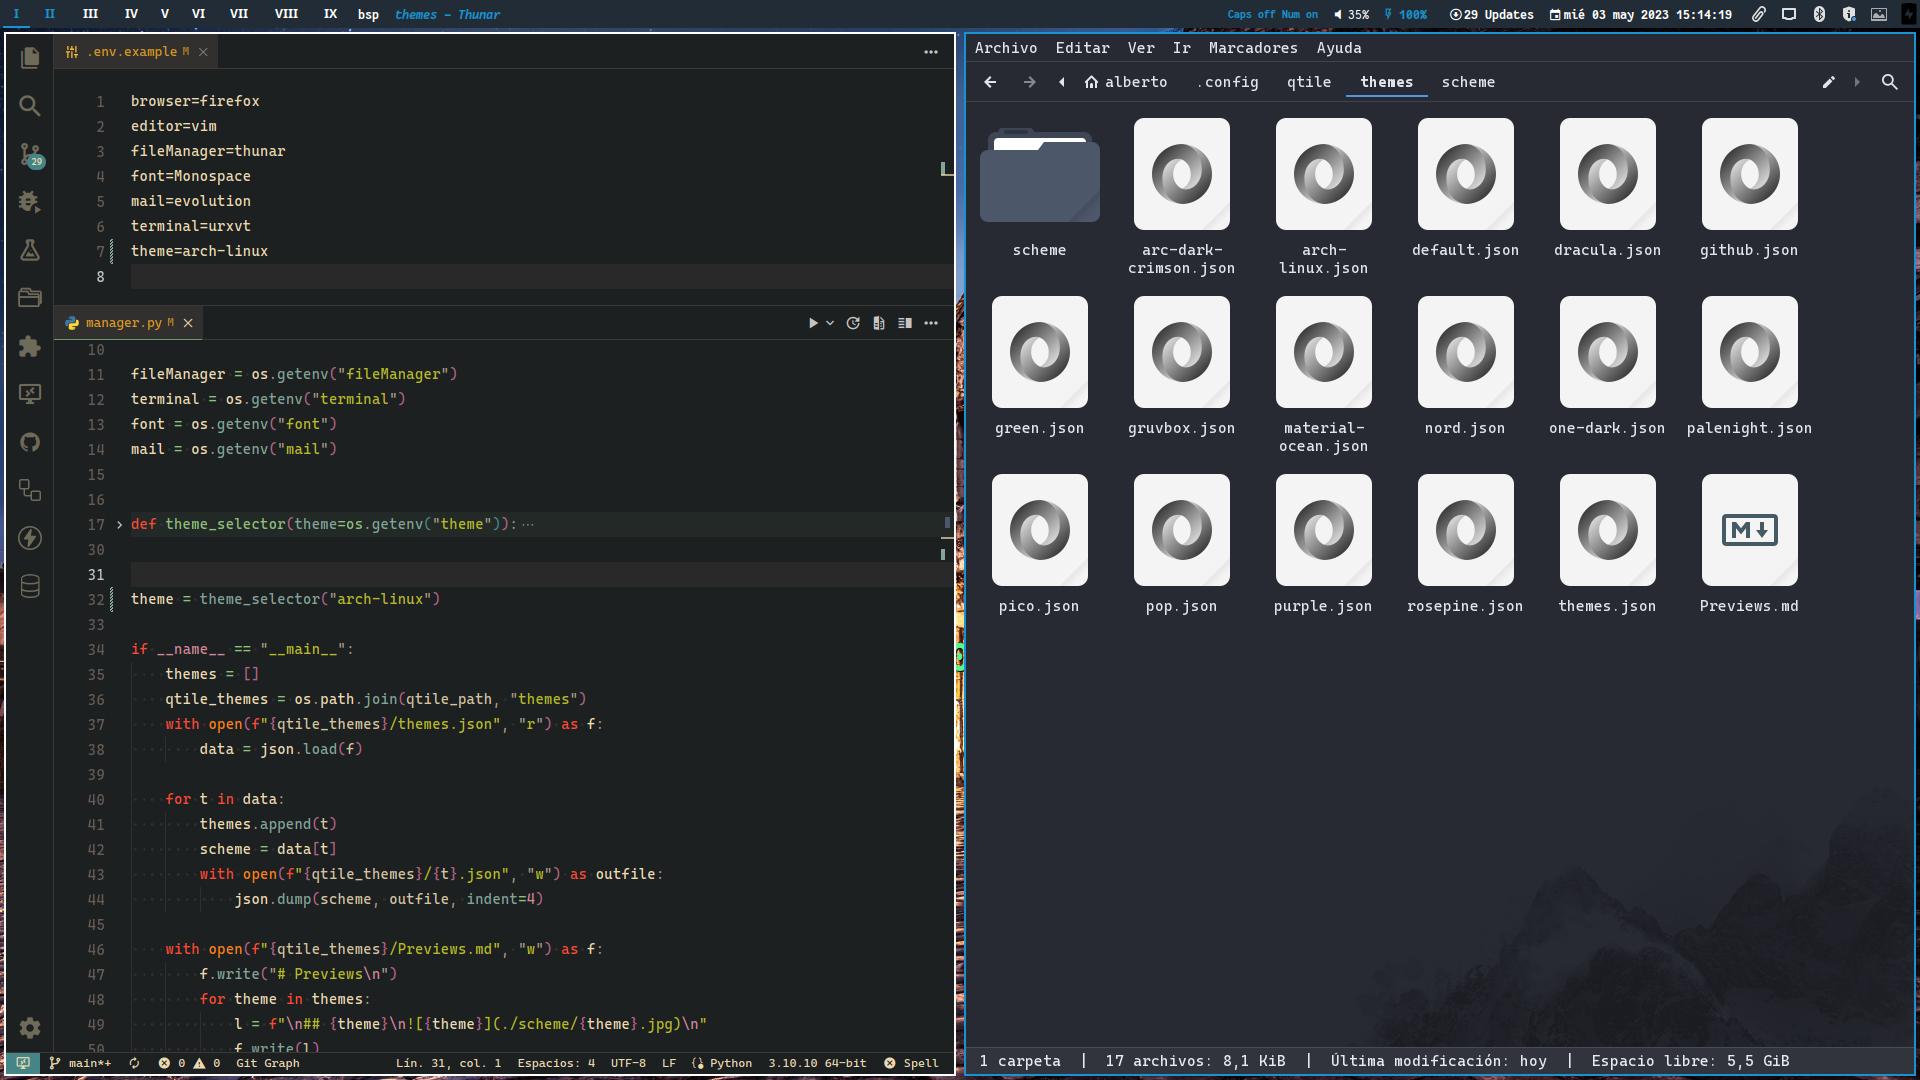 I II III IV V VI VII VIII IX bsp themes - Thunar
Caps off Num on 35% 100% 29 Updates mié 03 may 2023 15:14:19
29
.env.example M
1 browser=firefox
2 editor=vim
3 fileManager=thunar
4 font=Monospace
5 mail=evolution
6 terminal=urxvt
7 theme=arch-linux
8
manager.py M
10
11 fileManager = os.getenv("fileManager")
12 terminal = os.getenv("terminal")
13 font = os.getenv("font")
14 mail = os.getenv("mail")
15
16
17 def theme_selector(theme=os.getenv("theme")):···
30
31
32 theme = theme_selector("arch-linux")
33
34 if __name__ == "__main__":
35 themes = []
36 qtile_themes = os.path.join(qtile_path, "themes")
37 with open(f"{qtile_themes}/themes.json", "r") as f:
38 data = json.load(f)
39
40 for t in data:
41 themes.append(t)
42 scheme = data[t]
43 with open(f"{qtile_themes}/{t}.json", "w") as outfile:
44 json.dump(scheme, outfile, indent=4)
45
46 with open(f"{qtile_themes}/Previews.md", "w") as f:
47 f.write("# Previews\n")
48 for theme in themes:
49 l = f"\n## {theme}\n![{theme}](./scheme/{theme}.jpg)\n"
50 f.write(l)
main*+ 0 0 Git Graph Lín. 31, col. 1 Espacios: 4 UTF-8 LF Python 3.10.10 64-bit Spell
Archivo Editar Ver Ir Marcadores Ayuda
alberto .config qtile themes scheme
scheme
arc-dark-
crimson.json
arch-
linux.json
default.json
dracula.json
github.json
green.json
gruvbox.json
material-
ocean.json
nord.json
one-dark.json
palenight.json
M
pico.json
pop.json
purple.json
rosepine.json
themes.json
Previews.md
1 carpeta | 17 archivos: 8,1 KiB | Última modificación: hoy | Espacio libre: 5,5 GiB